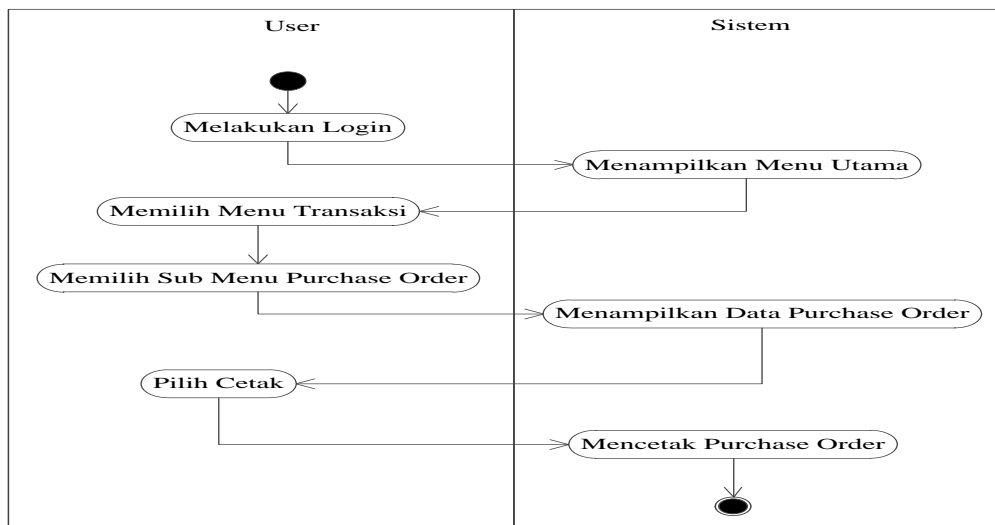 User
Sistem
Melakukan Login
Menampilkan Menu Utama
Memilih Menu Transaksi
Memilih Sub Menu Purchase Order
Menampilkan Data Purchase Order
Pilih Cetak
Mencetak Purchase Order